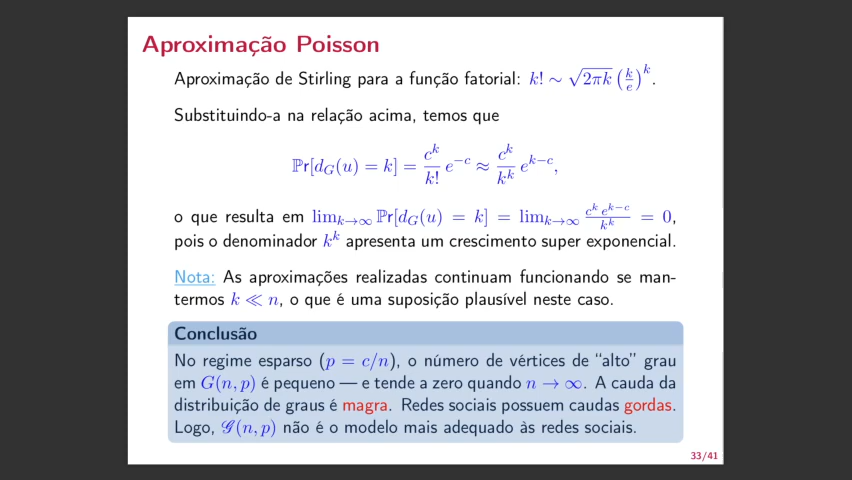 Aproximação Poisson
Aproximação de Stirling para a função fatorial: k! ∼ √(2πk) (k/e)^k.
Substituindo-a na relação acima, temos que
ℙr[d_G(u) = k] = c^k/k! e^{-c} ≈ c^k/k^k e^{k-c},
o que resulta em lim_{k→∞} ℙr[d_G(u) = k] = lim_{k→∞} c^k e^{k-c}/k^k = 0,
pois o denominador k^k apresenta um crescimento super exponencial.
Nota: As aproximações realizadas continuam funcionando se man-
termos k ≪ n, o que é uma suposição plausível neste caso.
Conclusão
No regime esparso (p = c/n), o número de vértices de “alto” grau
em G(n, p) é pequeno — e tende a zero quando n → ∞. A cauda da
distribuição de graus é magra. Redes sociais possuem caudas gordas.
Logo, 𝒢(n, p) não é o modelo mais adequado às redes sociais.
33/41